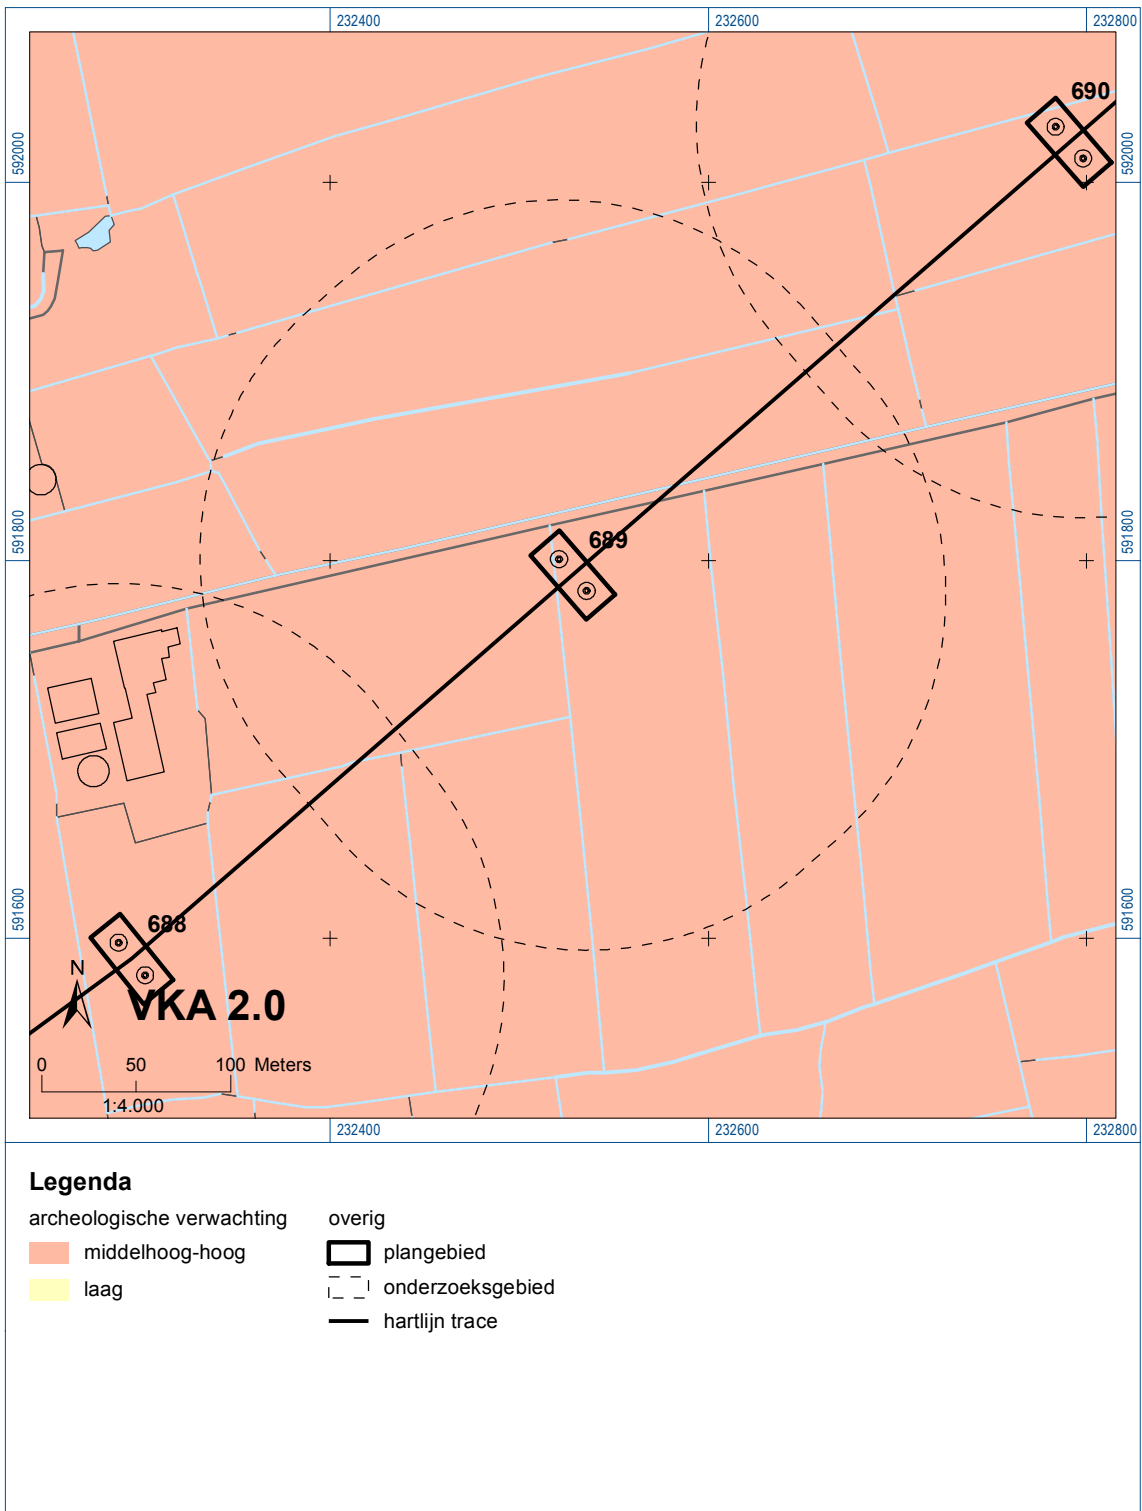 232400 232600 232800
690
592000 592000
689
591800 591800
688
591600 591600
N
VKA 2.0
0 50 100 Meters
1:4.000
232400 232600 232800
Legenda
archeologische verwachting
middelhoog-hoog
laag
overig
plangebied
onderzoeksgebied
hartlijn trace